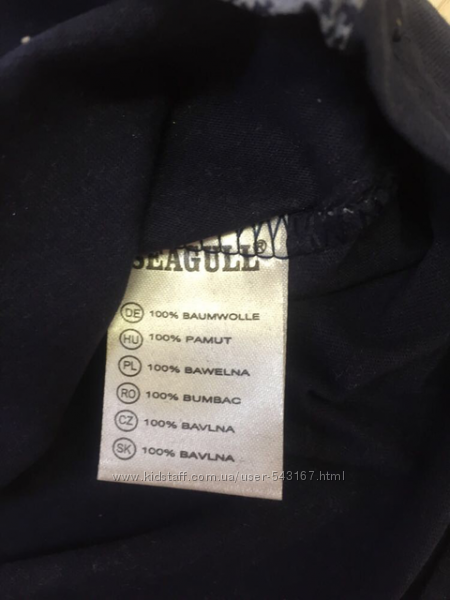 SEAGULL®
DE 100% BAUMWOLLE
HU 100% PAMUT
PL 100% BAWELNA
RO 100% BUMBAC
CZ 100% BAVLNA
SK 100% BAVLNA
www.kidstaff.com.ua/user-543167.html